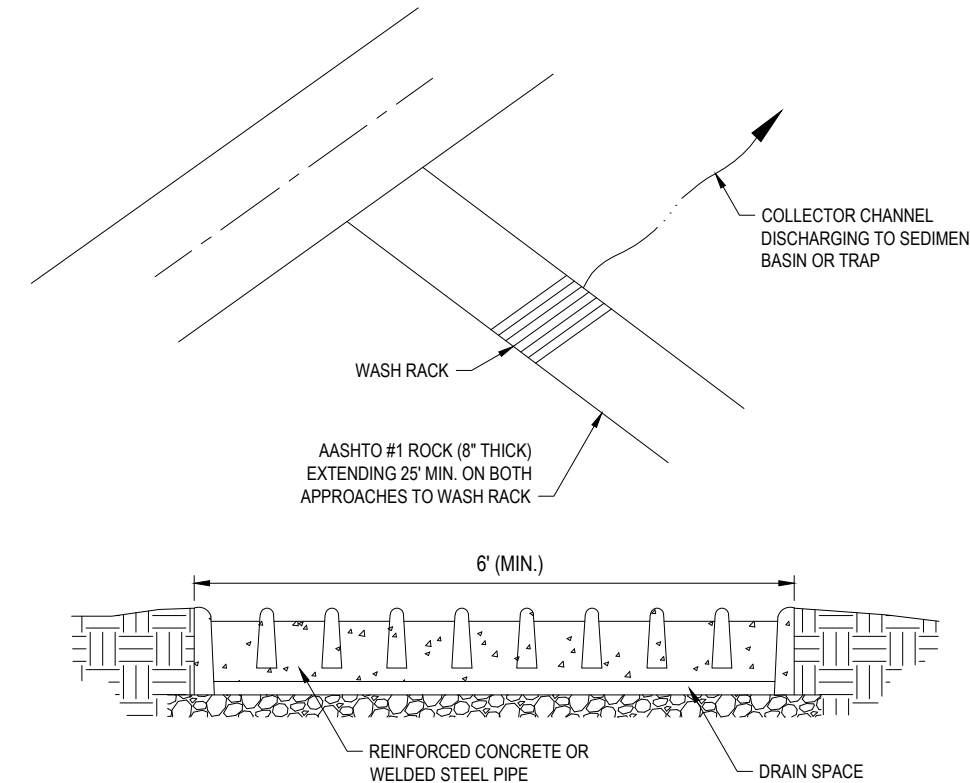 COLLECTOR CHANNEL
DISCHARGING TO SEDIMEN
BASIN OR TRAP
WASH RACK
AASHTO #1 ROCK (8" THICK)
EXTENDING 25' MIN. ON BOTH
APPROACHES TO WASH RACK
6' (MIN.)
REINFORCED CONCRETE OR
WELDED STEEL PIPE
DRAIN SPACE